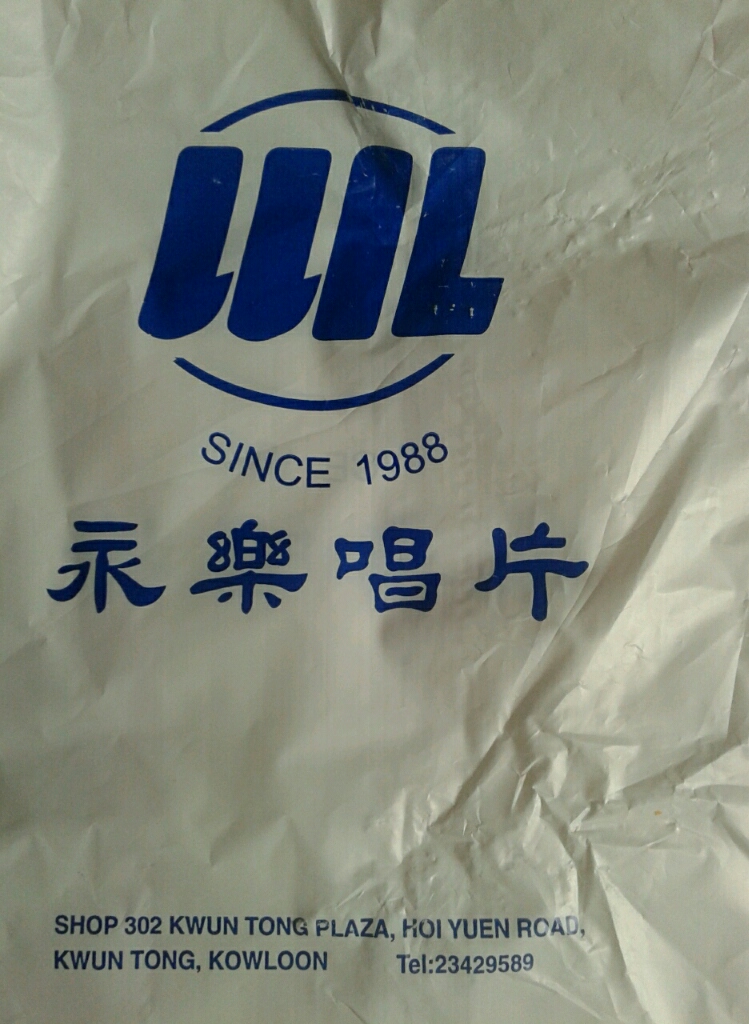 WL
SINCE 1988
永樂唱片
SHOP 302 KWUN TONG PLAZA, HOI YUEN ROAD,
KWUN TONG, KOWLOON Tel:23429589